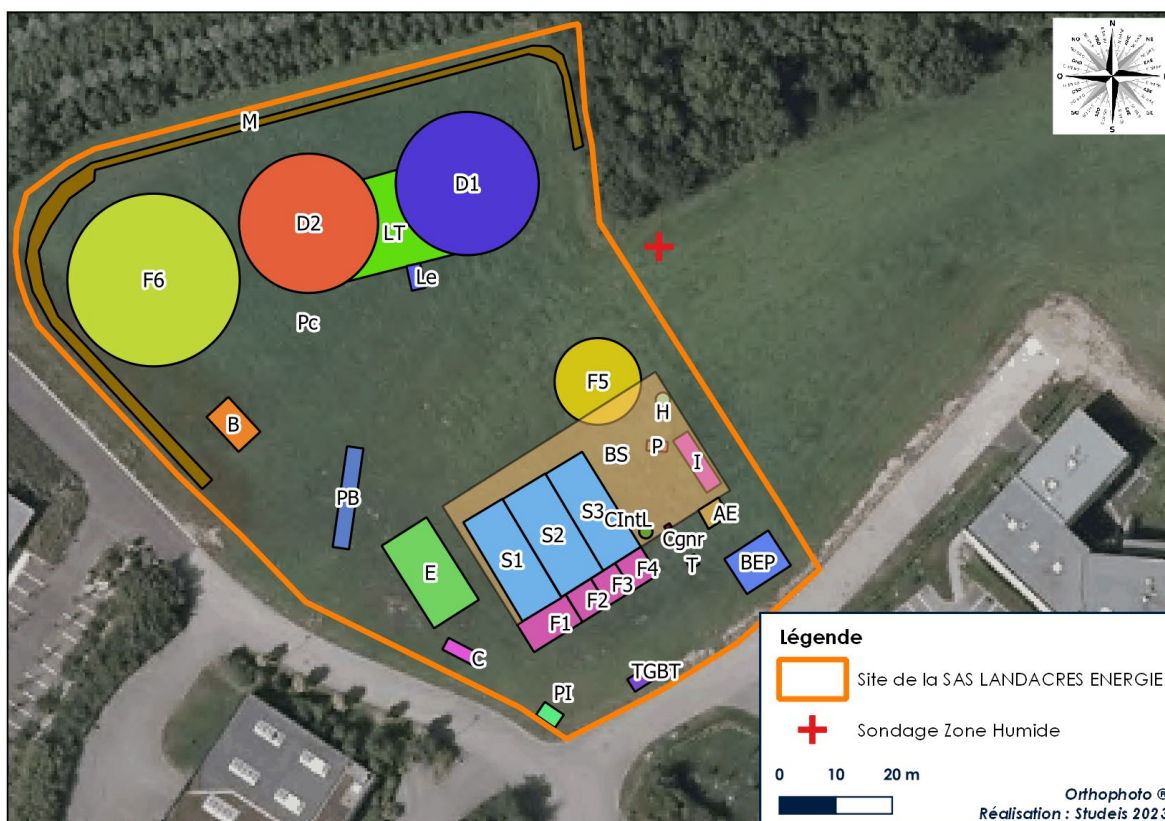 N
NO
NE
O
S
M
D1
D2
LT
Le
F6
Pc
F5
H
B
P
BS
I
PB
S3
CIntL
AE
S2
Cgnr
S1
T
BEP
E
F4
F3
F2
F1
C
TGBT
PI
Légende
Site de la SAS LANDACRES ENERGIE
Sondage Zone Humide
0 10 20 m
Orthophoto ®
Réalisation : Studeis 2023